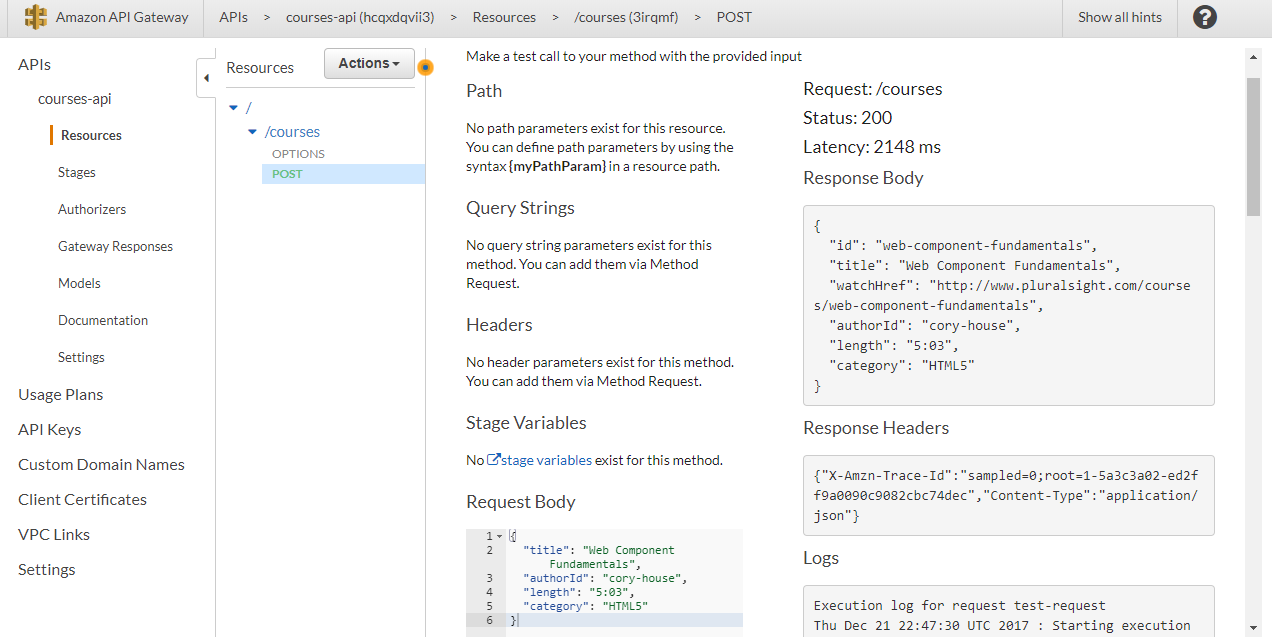 Amazon API Gateway
APIs > courses-api (hcqxdqvii3) > Resources > /courses (3irqmf) > POST
Show all hints
?
APIs
courses-api
Resources
Stages
Authorizers
Gateway Responses
Models
Documentation
Settings
Usage Plans
API Keys
Custom Domain Names
Client Certificates
VPC Links
Settings
Resources
Actions
/
/courses
OPTIONS
POST
Make a test call to your method with the provided input
Path
No path parameters exist for this resource.
You can define path parameters by using the
syntax {myPathParam} in a resource path.
Query Strings
No query string parameters exist for this
method. You can add them via Method
Request.
Headers
No header parameters exist for this method.
You can add them via Method Request.
Stage Variables
No stage variables exist for this method.
Request Body
1 {
2 "title": "Web Component
Fundamentals",
3 "authorId": "cory-house",
4 "length": "5:03",
5 "category": "HTML5"
6 }
Request: /courses
Status: 200
Latency: 2148 ms
Response Body
{
"id": "web-component-fundamentals",
"title": "Web Component Fundamentals",
"watchHref": "http://www.pluralsight.com/course
s/web-component-fundamentals",
"authorId": "cory-house",
"length": "5:03",
"category": "HTML5"
}
Response Headers
{"X-Amzn-Trace-Id":"sampled=0;root=1-5a3c3a02-ed2f
f9a0090c9082cbc74dec","Content-Type":"application/
json"}
Logs
Execution log for request test-request
Thu Dec 21 22:47:30 UTC 2017 : Starting execution